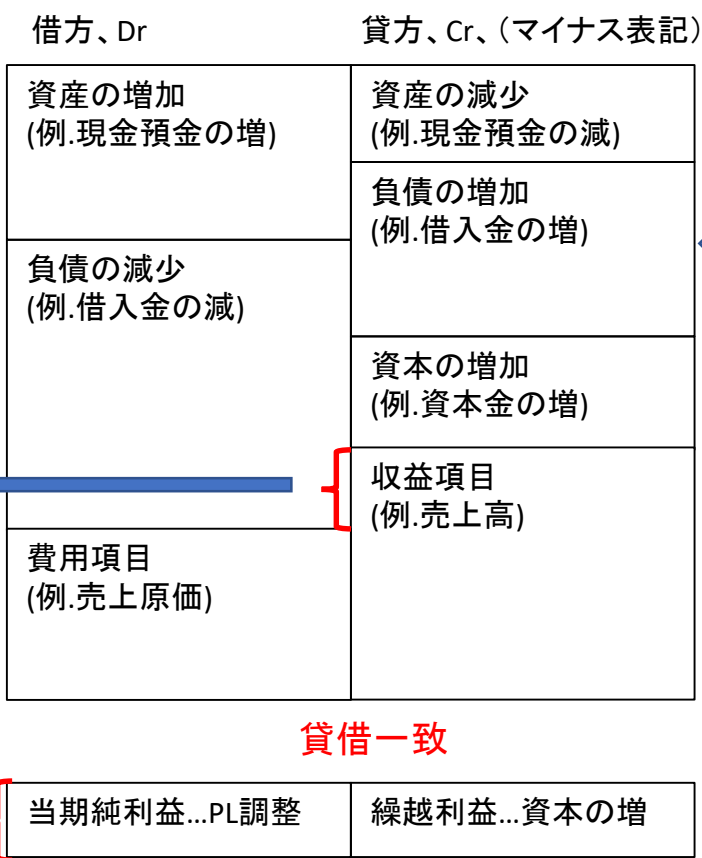 借方、Dr
貸方、Cr、（マイナス表記）
資産の増加
(例.現金預金の増)
負債の減少
(例.借入金の減)
費用項目
(例.売上原価)
資産の減少
(例.現金預金の減)
負債の増加
(例.借入金の増)
資本の増加
(例.資本金の増)
収益項目
(例.売上高)
貸借一致
当期純利益…PL調整
繰越利益…資本の増